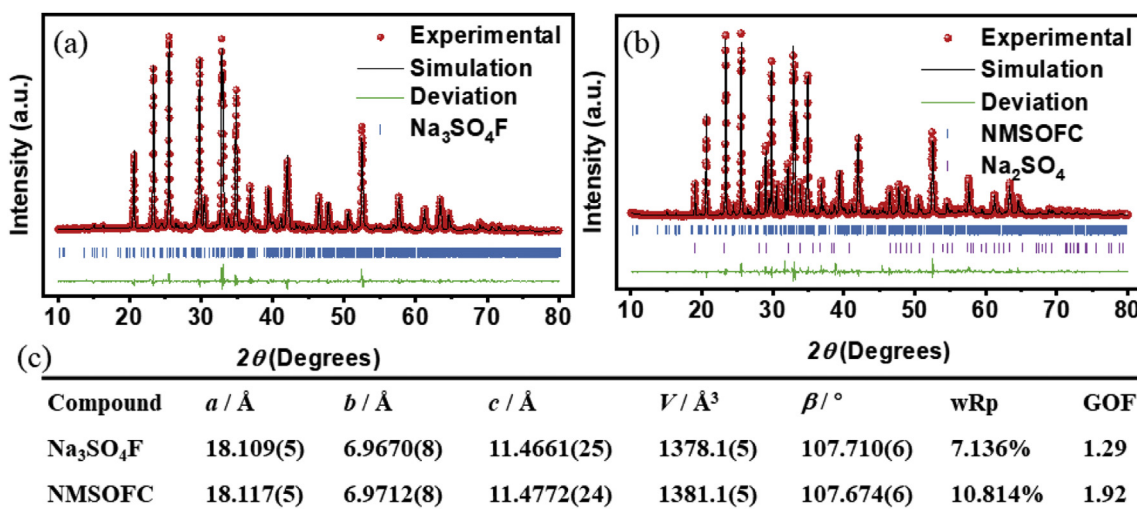 (a)
Experimental
Simulation
Deviation
Na₃SO₄F
Intensity (a.u.)
10 20 30 40 50 60 70 80
2θ (Degrees)
(b)
Experimental
Simulation
Deviation
NMSOFC
Na₂SO₄
Intensity (a.u.)
10 20 30 40 50 60 70 80
2θ (Degrees)
(c)
Compound a / Å b / Å c / Å V / Å³ β / ° wRp GOF
Na₃SO₄F 18.109(5) 6.9670(8) 11.4661(25) 1378.1(5) 107.710(6) 7.136% 1.29
NMSOFC 18.117(5) 6.9712(8) 11.4772(24) 1381.1(5) 107.674(6) 10.814% 1.92